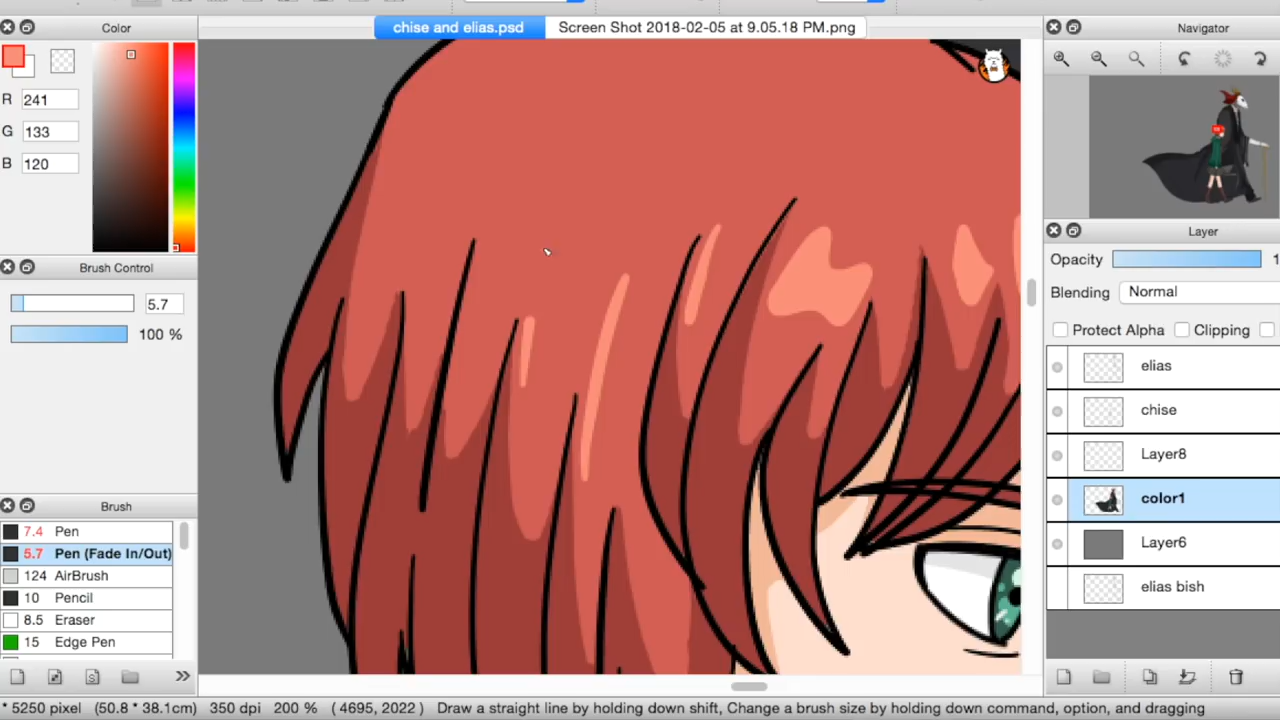 Color
chise and elias.psd
Screen Shot 2018-02-05 at 9.05.18 PM.png
Navigator
R 241
G 133
B 120
Brush Control
5.7
100 %
Layer
Opacity 1
Blending Normal
Protect Alpha Clipping
elias
chise
Layer8
color1
Layer6
elias bish
Brush
7.4 Pen
5.7 Pen (Fade In/Out)
124 AirBrush
10 Pencil
8.5 Eraser
15 Edge Pen
* 5250 pixel (50.8 * 38.1cm) 350 dpi 200 % ( 4695, 2022 ) Draw a straight line by holding down shift, Change a brush size by holding down command, option, and dragging